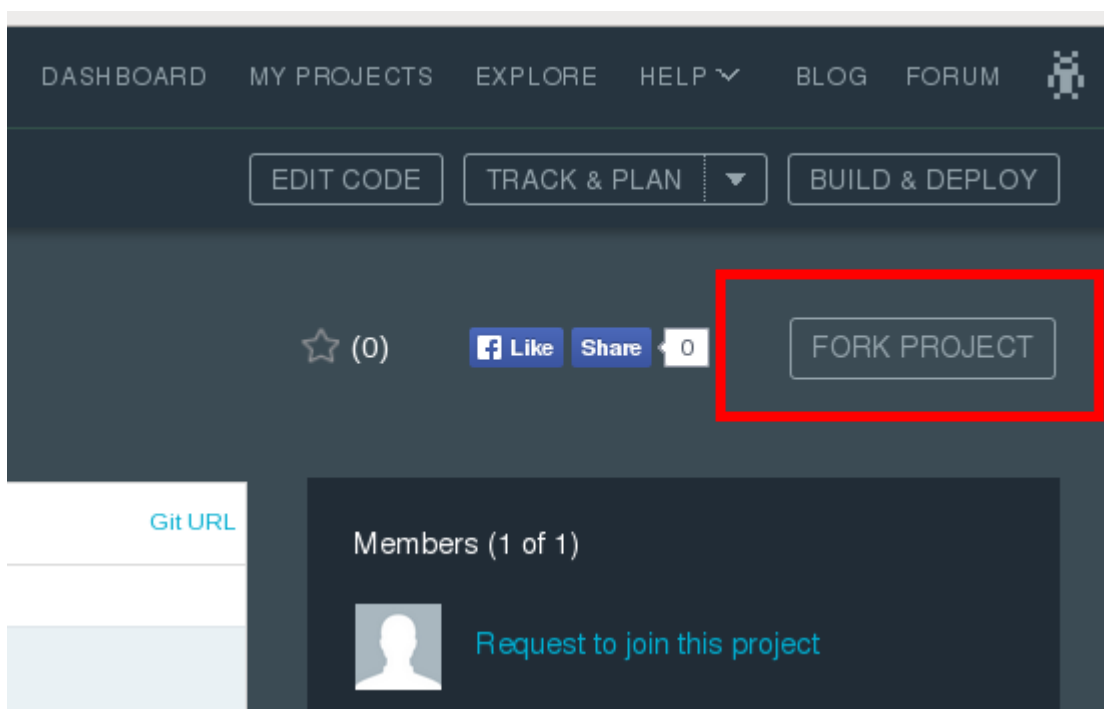 DASHBOARD MY PROJECTS EXPLORE HELP BLOG FORUM
EDIT CODE TRACK & PLAN BUILD & DEPLOY
(0) Like Share 0 FORK PROJECT
Git URL
Members (1 of 1)
Request to join this project